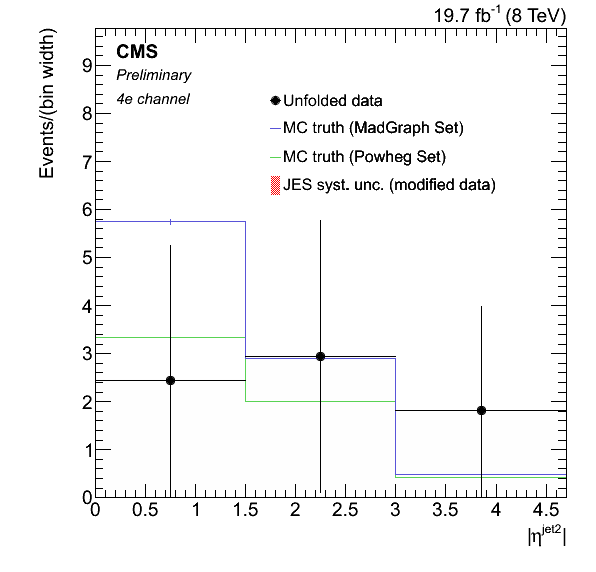 19.7 fb⁻¹ (8 TeV)
Events/(bin width)
CMS
Preliminary
4e channel
Unfolded data
MC truth (MadGraph Set)
MC truth (Powheg Set)
JES syst. unc. (modified data)
9
8
7
6
5
4
3
2
1
0
0 0.5 1 1.5 2 2.5 3 3.5 4 4.5
|η^jet2|